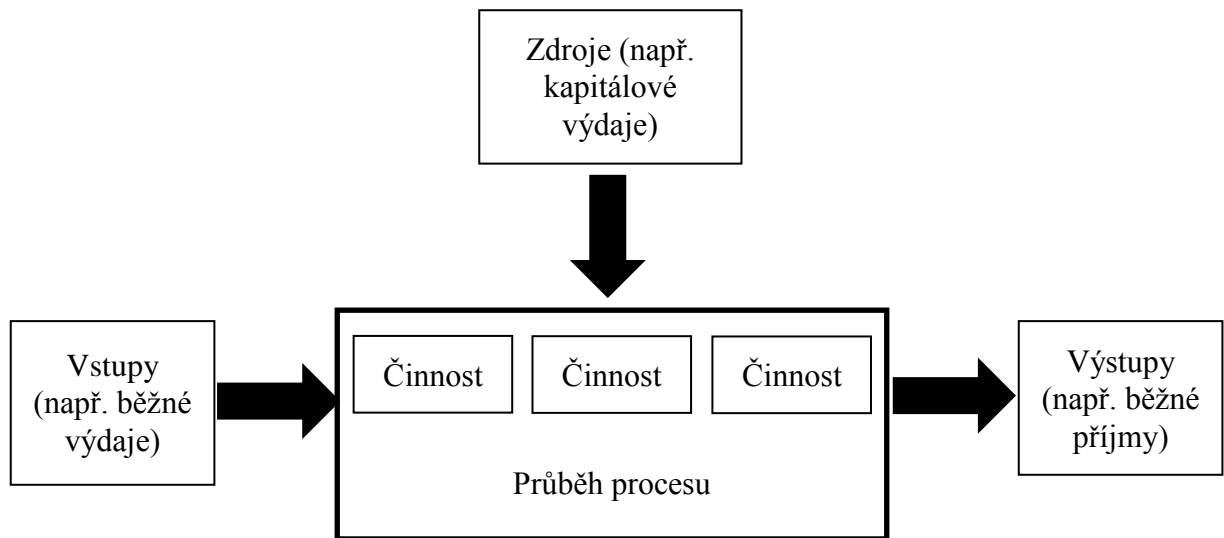 Zdroje (např.
kapitálové
výdaje)
Vstupy
(např. běžné
výdaje)
Činnost
Činnost
Činnost
Průběh procesu
Výstupy
(např. běžné
příjmy)